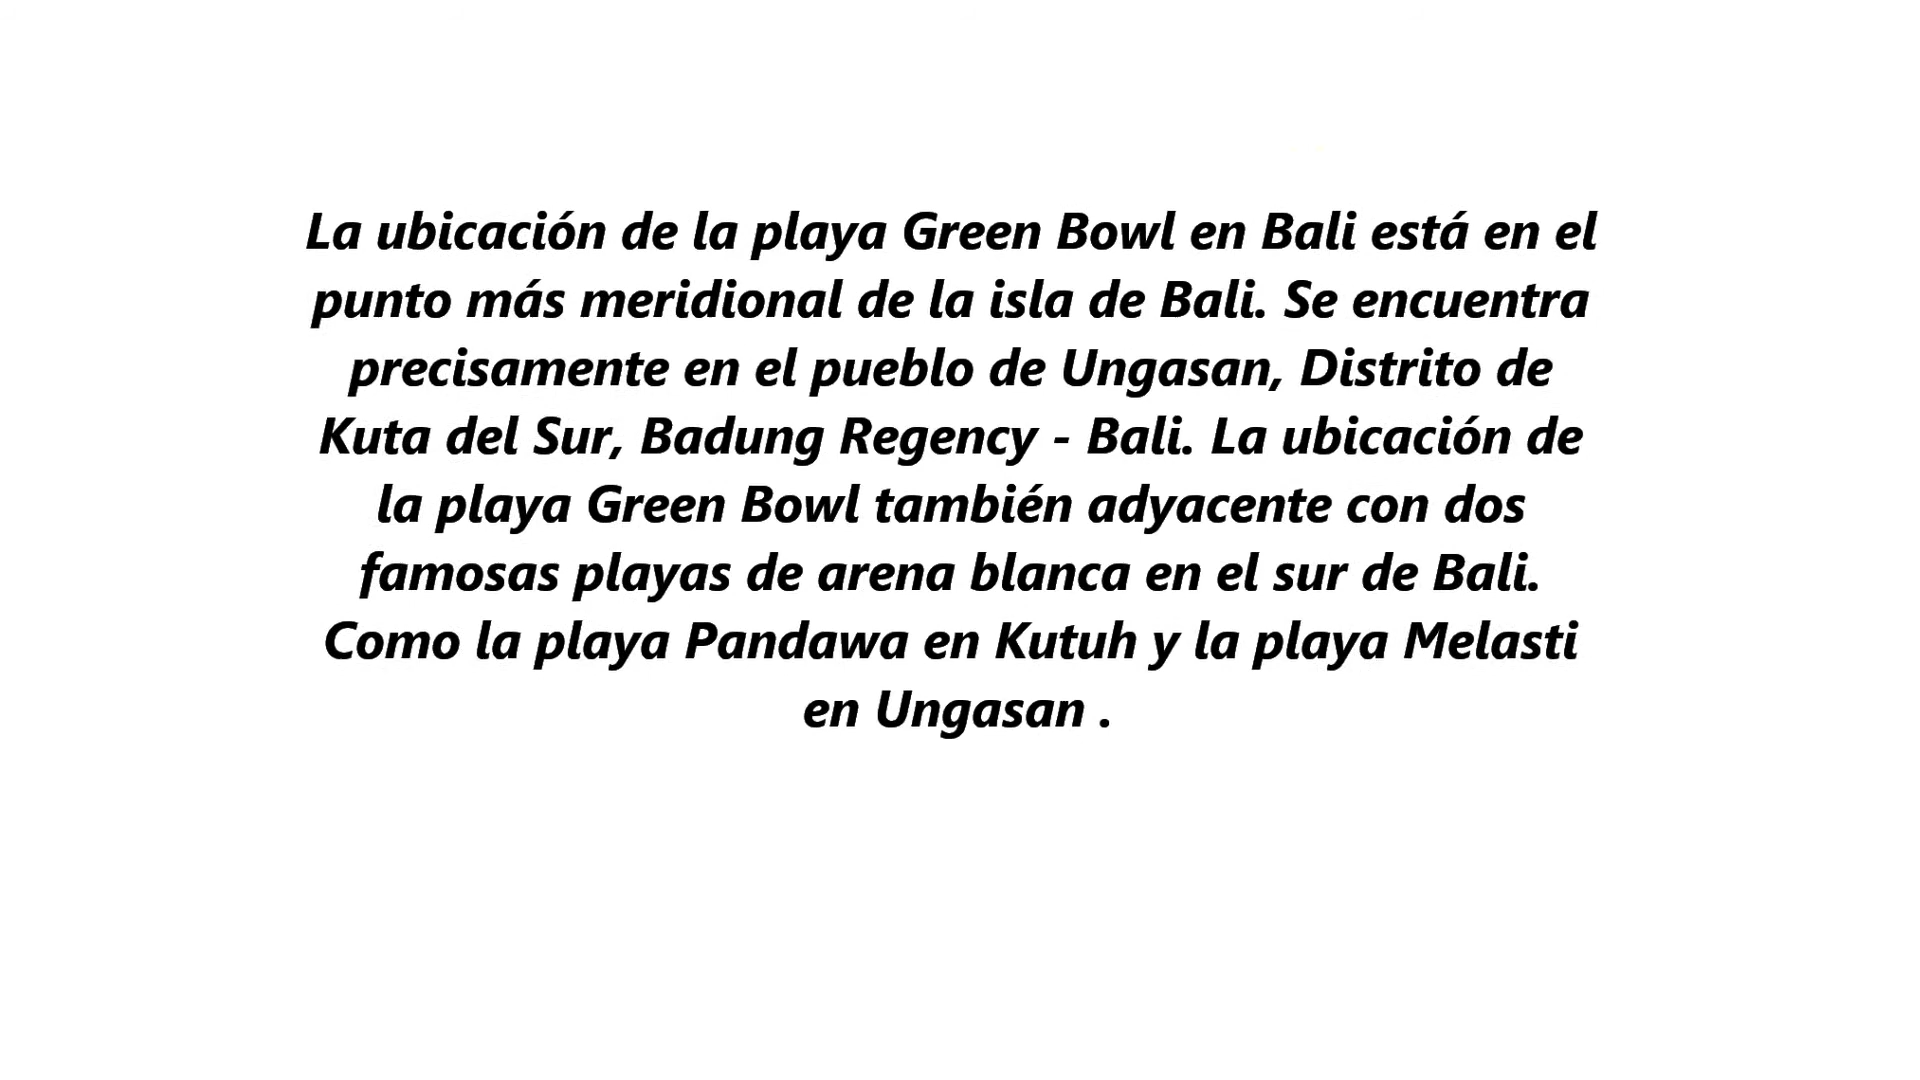 La ubicación de la playa Green Bowl en Bali está en el
punto más meridional de la isla de Bali. Se encuentra
precisamente en el pueblo de Ungasan, Distrito de
Kuta del Sur, Badung Regency - Bali. La ubicación de
la playa Green Bowl también adyacente con dos
famosas playas de arena blanca en el sur de Bali.
Como la playa Pandawa en Kutuh y la playa Melasti
en Ungasan .